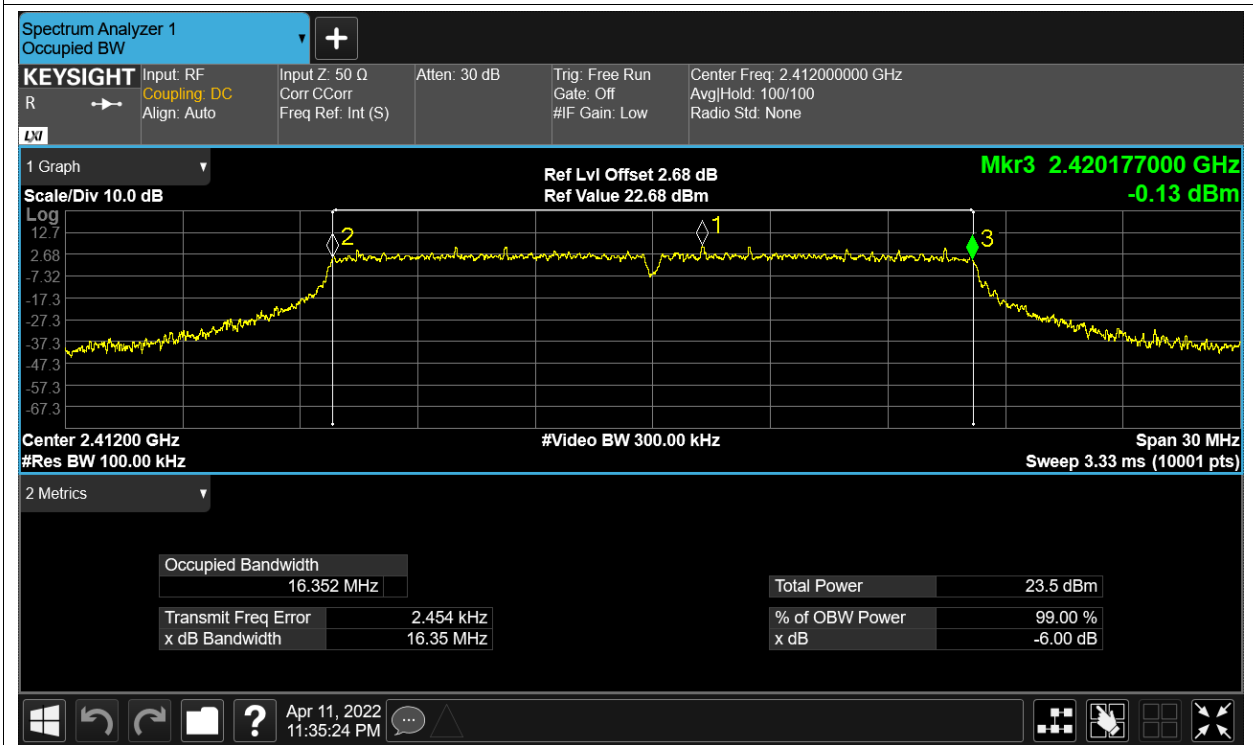 Spectrum Analyzer 1
Occupied BW
KEYSIGHT Input: RF Input Z: 50 Ω Atten: 30 dB Trig: Free Run Center Freq: 2.412000000 GHz
R Coupling: DC Corr CCorr Gate: Off Avg|Hold: 100/100
Align: Auto Freq Ref: Int (S) #IF Gain: Low Radio Std: None
LXI
1 Graph Ref Lvl Offset 2.68 dB Mkr3 2.420177000 GHz
Scale/Div 10.0 dB Ref Value 22.68 dBm -0.13 dBm
Log
12.7
2.68
-7.32
-17.3
-27.3
-37.3
-47.3
-57.3
-67.3
2
1
3
Center 2.41200 GHz #Video BW 300.00 kHz Span 30 MHz
#Res BW 100.00 kHz Sweep 3.33 ms (10001 pts)
2 Metrics
Occupied Bandwidth
16.352 MHz Total Power 23.5 dBm
Transmit Freq Error 2.454 kHz % of OBW Power 99.00 %
x dB Bandwidth 16.35 MHz x dB -6.00 dB
? Apr 11, 2022
11:35:24 PM